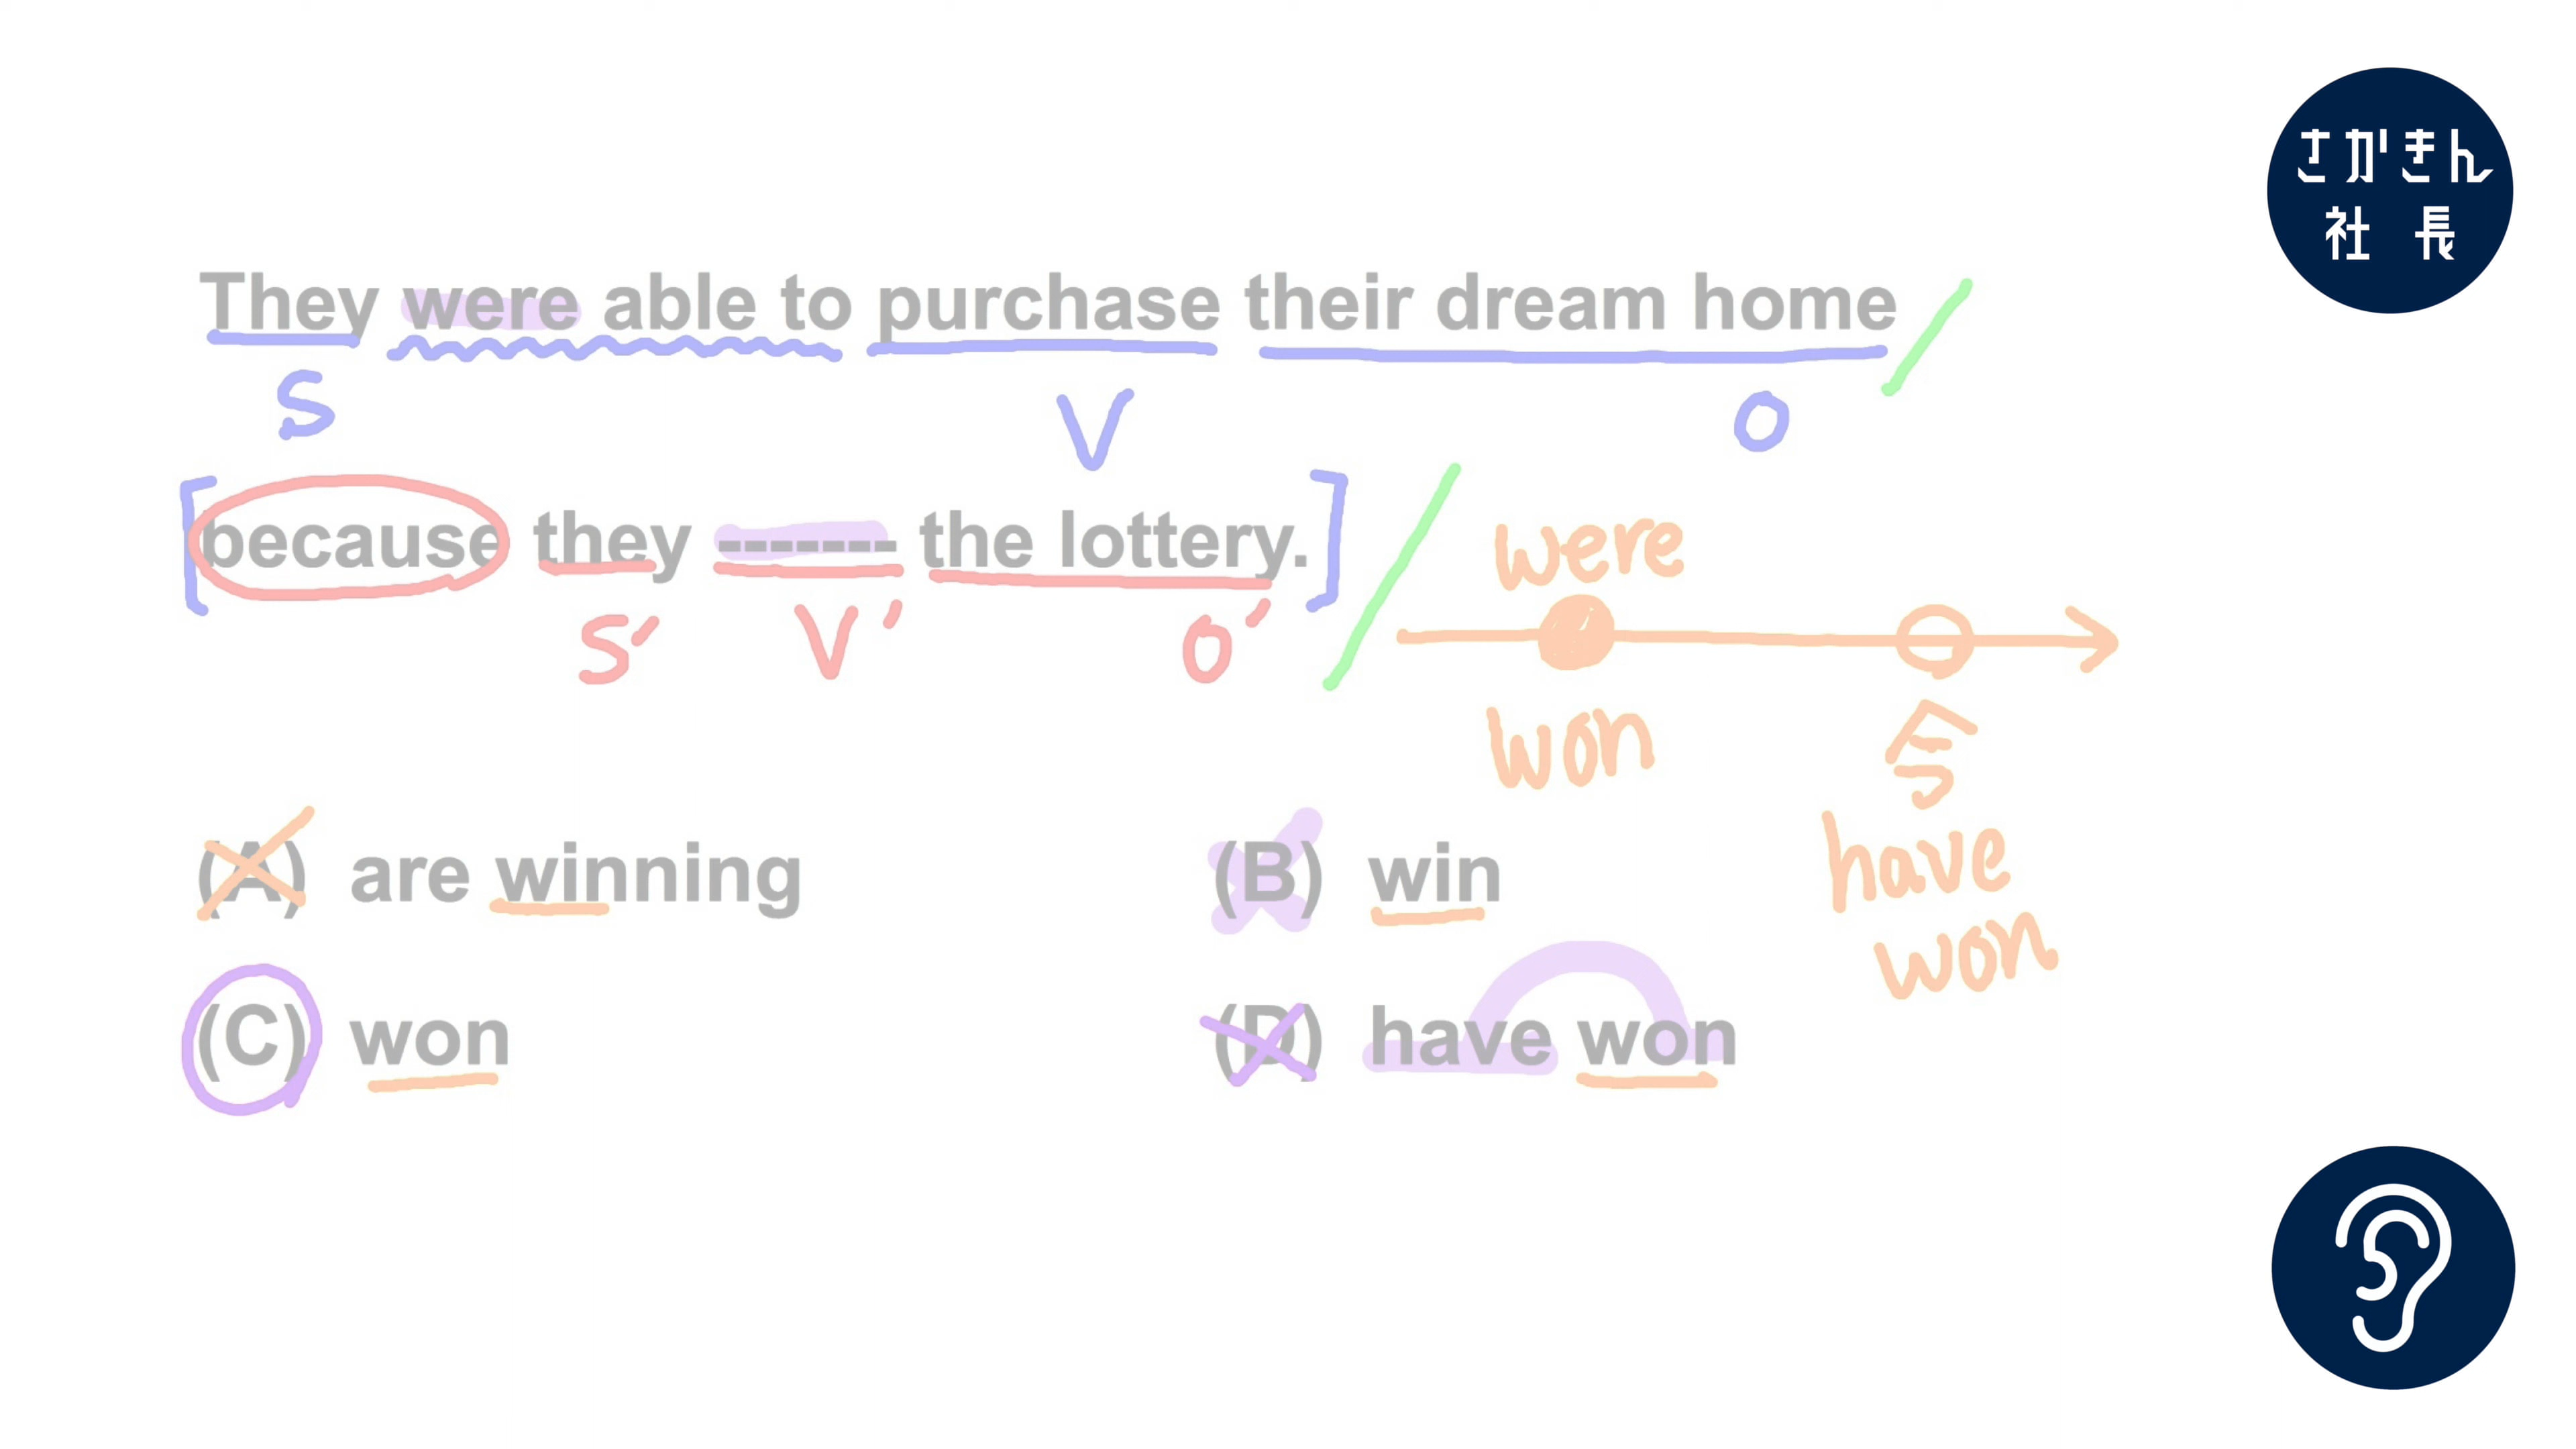 さかきん
社長
They were able to purchase their dream home
S V O
because they ------- the lottery.
S' V' O'
were
won
今
have
won
(A) are winning
(B) win
(C) won
(D) have won